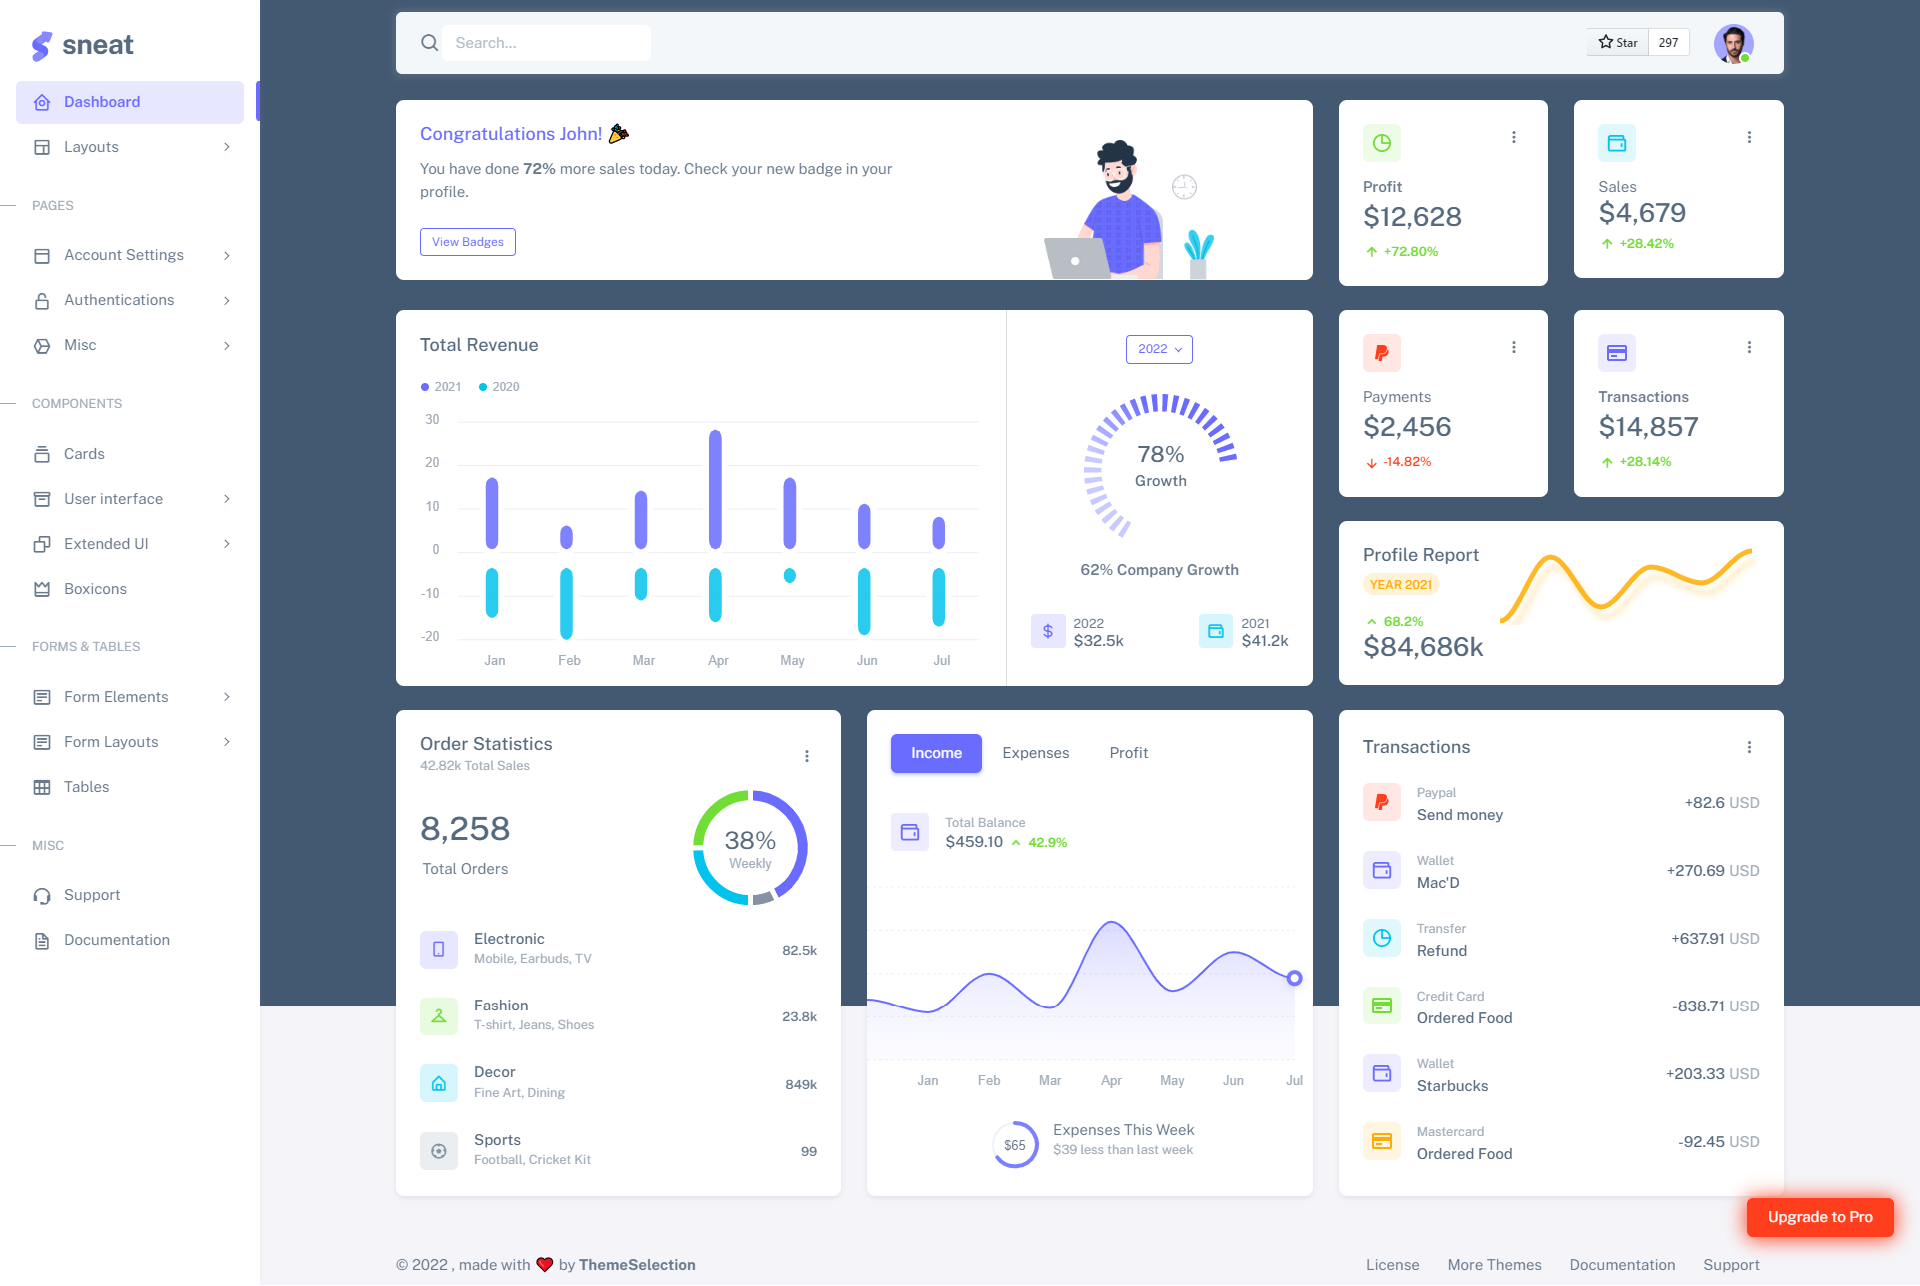 sneat
Dashboard
Layouts
PAGES
Account Settings
Authentications
Misc
COMPONENTS
Cards
User interface
Extended UI
Boxicons
FORMS & TABLES
Form Elements
Form Layouts
Tables
MISC
Support
Documentation
Search...
Star 297
Congratulations John!
You have done 72% more sales today. Check your new badge in your
profile.
View Badges
Profit
$12,628
+72.80%
Sales
$4,679
+28.42%
Total Revenue
2021 2020
30
20
10
0
-10
-20
Jan Feb Mar Apr May Jun Jul
2022
78%
Growth
62% Company Growth
2022
$32.5k
2021
$41.2k
Payments
$2,456
-14.82%
Transactions
$14,857
+28.14%
Profile Report
YEAR 2021
68.2%
$84,686k
Order Statistics
42.82k Total Sales
8,258
Total Orders
38%
Weekly
Electronic
Mobile, Earbuds, TV
82.5k
Fashion
T-shirt, Jeans, Shoes
23.8k
Decor
Fine Art, Dining
849k
Sports
Football, Cricket Kit
99
Income Expenses Profit
Total Balance
$459.10 42.9%
Jan Feb Mar Apr May Jun Jul
$65
Expenses This Week
$39 less than last week
Transactions
Paypal
Send money
+82.6 USD
Wallet
Mac'D
+270.69 USD
Transfer
Refund
+637.91 USD
Credit Card
Ordered Food
-838.71 USD
Wallet
Starbucks
+203.33 USD
Mastercard
Ordered Food
-92.45 USD
Upgrade to Pro
© 2022 , made with ❤️ by ThemeSelection
License More Themes Documentation Support